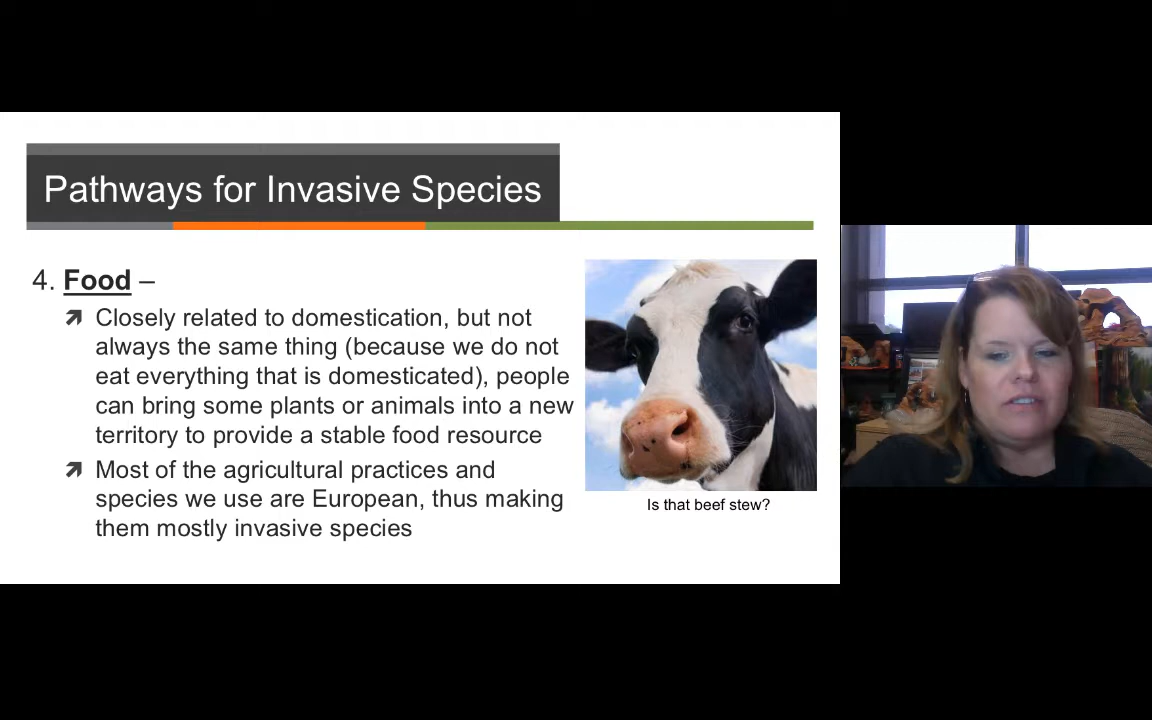 Pathways for Invasive Species
4. Food –
Closely related to domestication, but not
always the same thing (because we do not
eat everything that is domesticated), people
can bring some plants or animals into a new
territory to provide a stable food resource
Most of the agricultural practices and
species we use are European, thus making
them mostly invasive species
Is that beef stew?